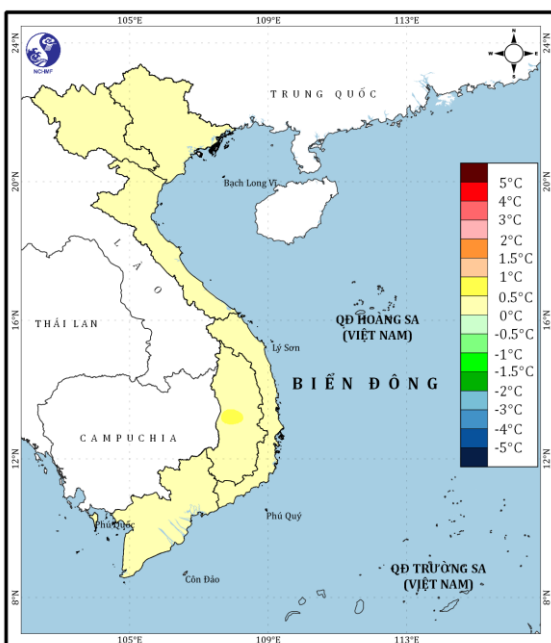 105°E 109°E 113°E
24°N 24°N
NCHMF
N
W E
S
TRUNG QUỐC
Bạch Long Vĩ
20°N 20°N
LÀO
5°C
4°C
3°C
2°C
1.5°C
1°C
0.5°C
0°C
-0.5°C
-1°C
-1.5°C
-2°C
-3°C
-4°C
-5°C
16°N 16°N
THÁI LAN
QĐ HOÀNG SA
(VIỆT NAM)
Lý Sơn
BIỂN ĐÔNG
CAMPUCHIA
12°N 12°N
Phú Quốc
Phú Quý
QĐ TRƯỜNG SA
(VIỆT NAM)
Côn Đảo
8°N 8°N
105°E 109°E 113°E